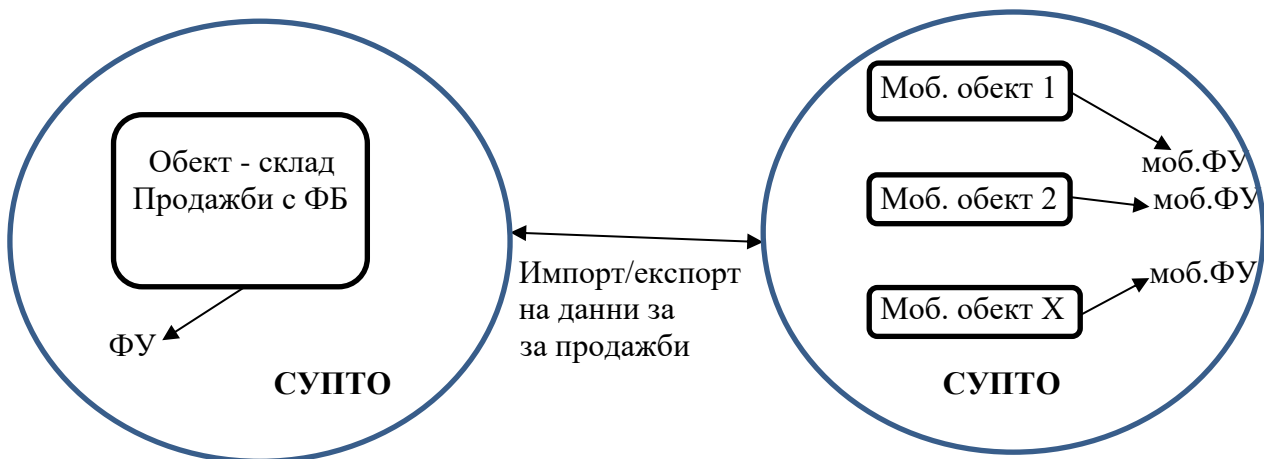 Обект - склад
Продажби с ФБ
ФУ
СУПТО
Импорт/експорт
на данни за
за продажби
Моб. обект 1
моб.ФУ
Моб. обект 2
моб.ФУ
Моб. обект X
моб.ФУ
СУПТО